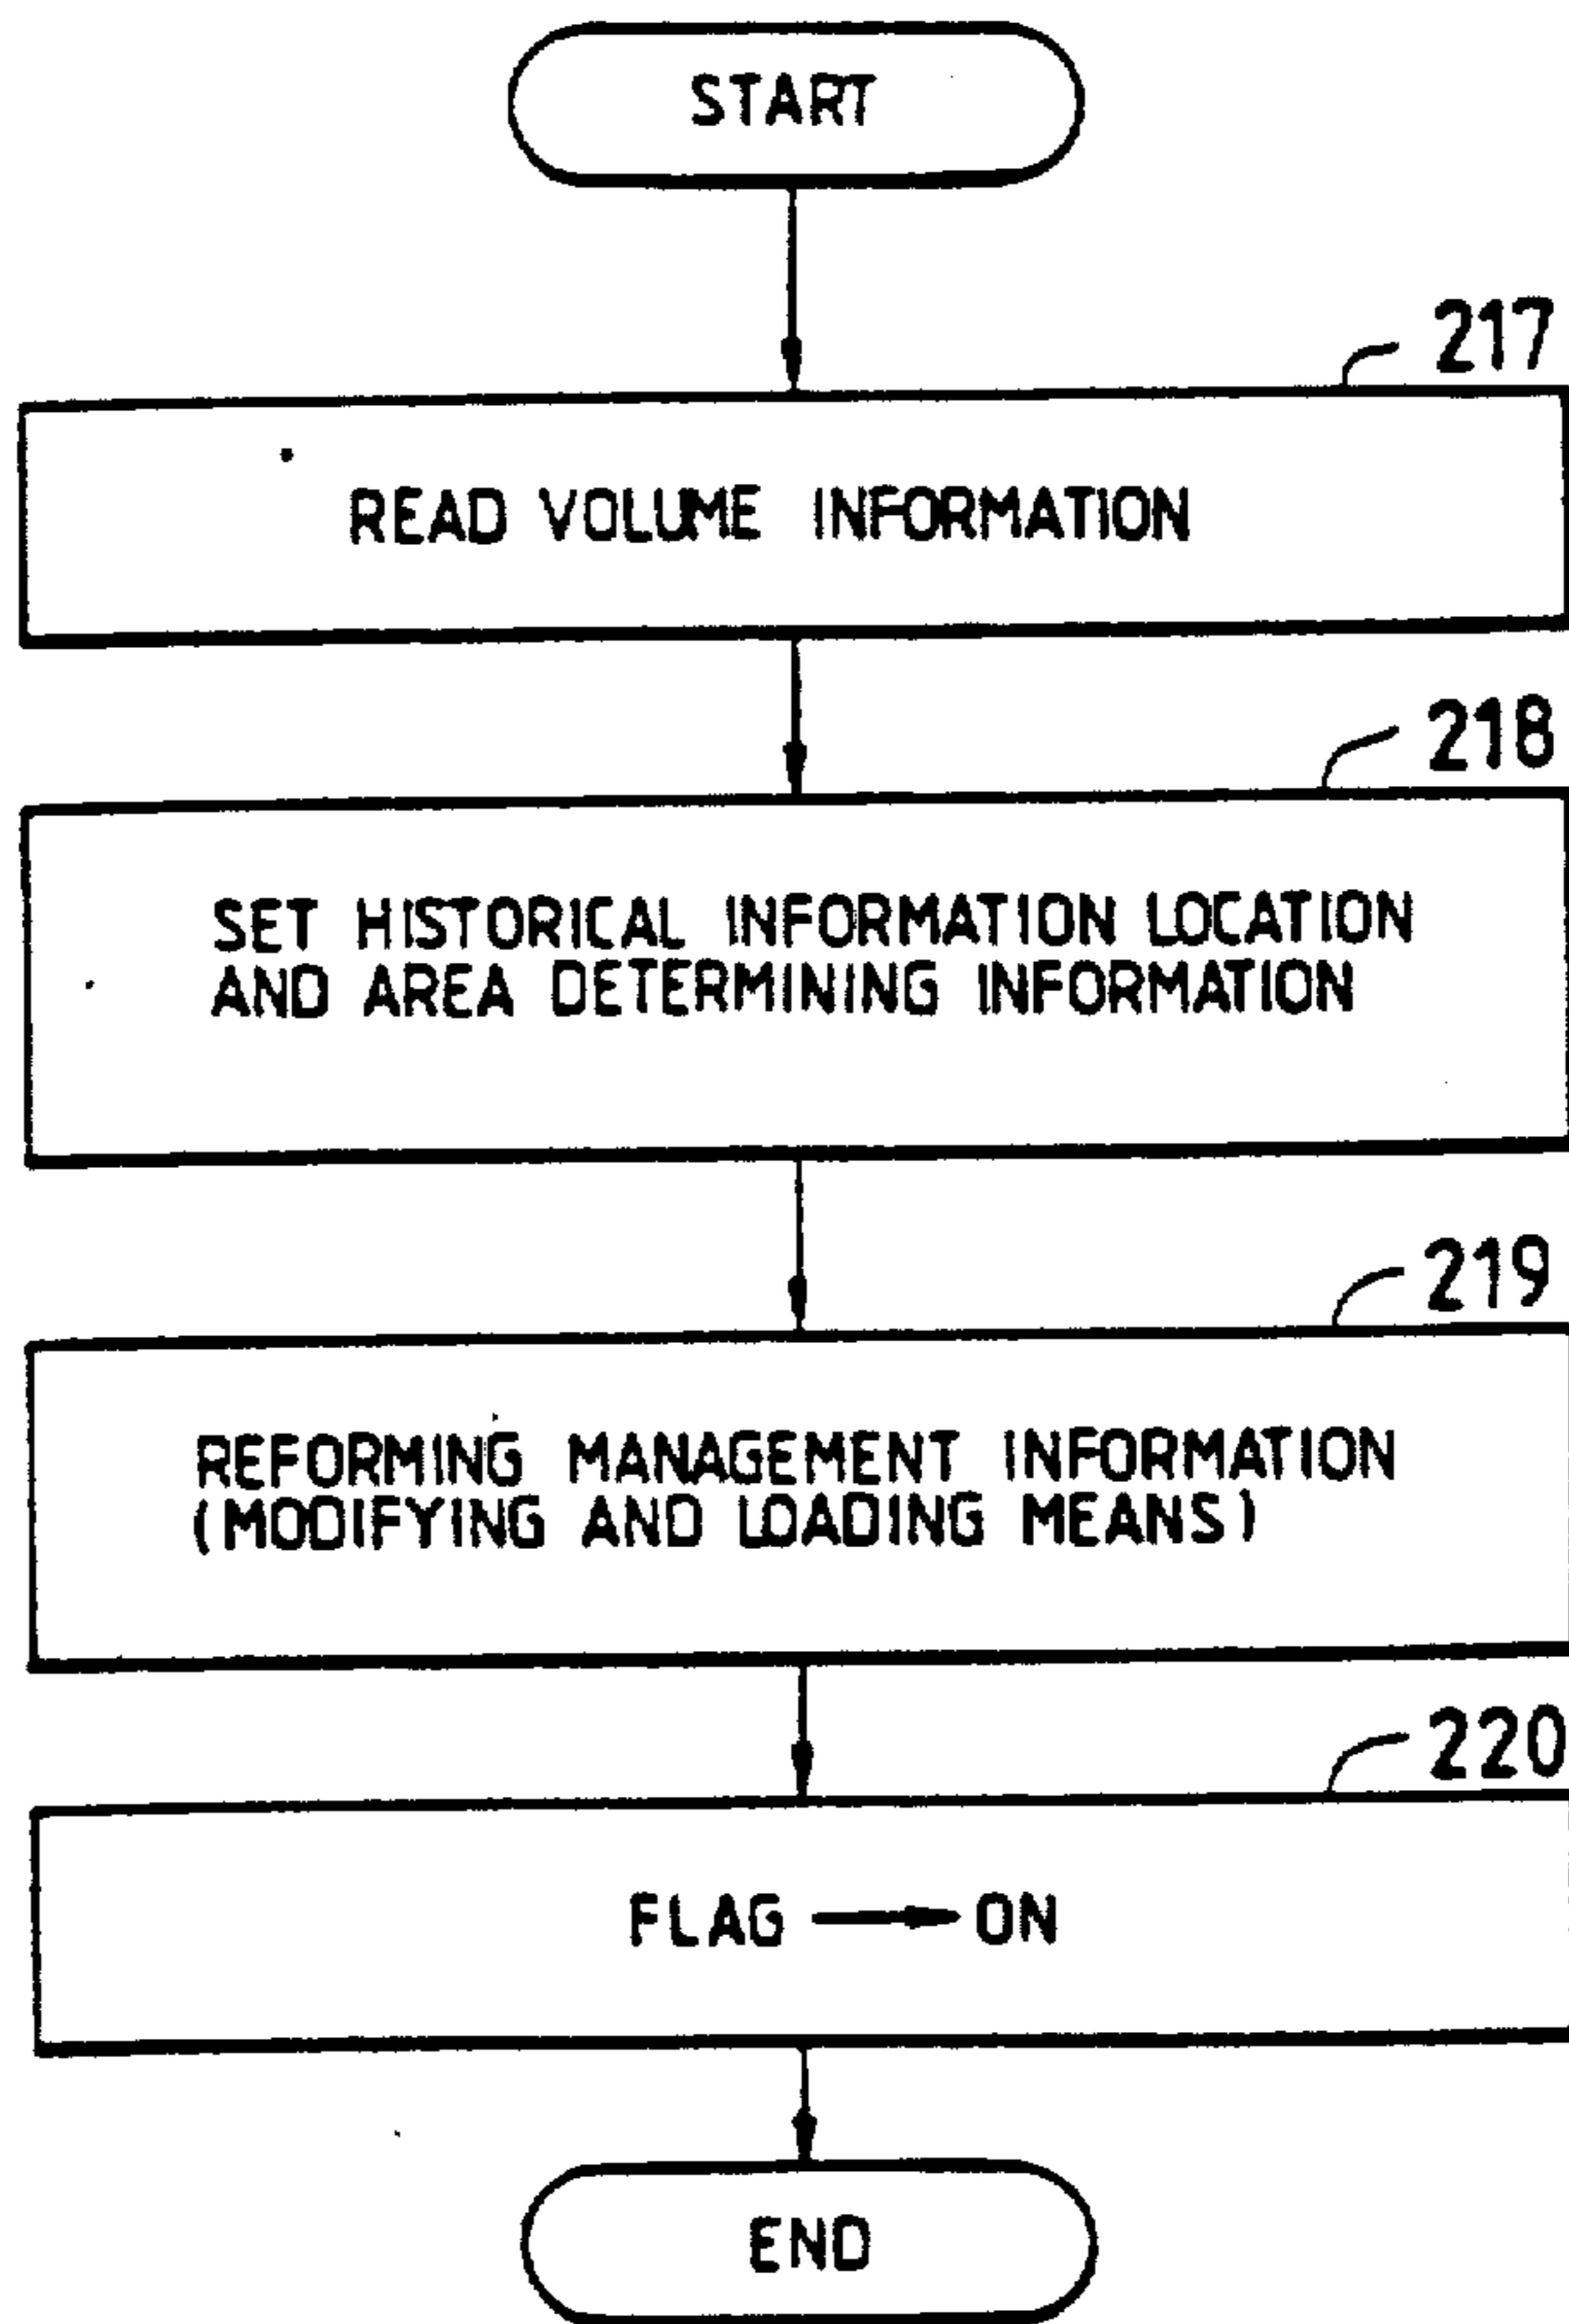 START
217
READ VOLUME INFORMATION
218
SET HISTORICAL INFORMATION LOCATION
AND AREA DETERMINING INFORMATION
219
REFORMING MANAGEMENT INFORMATION
(MODIFYING AND LOADING MEANS)
220
FLAG → ON
END